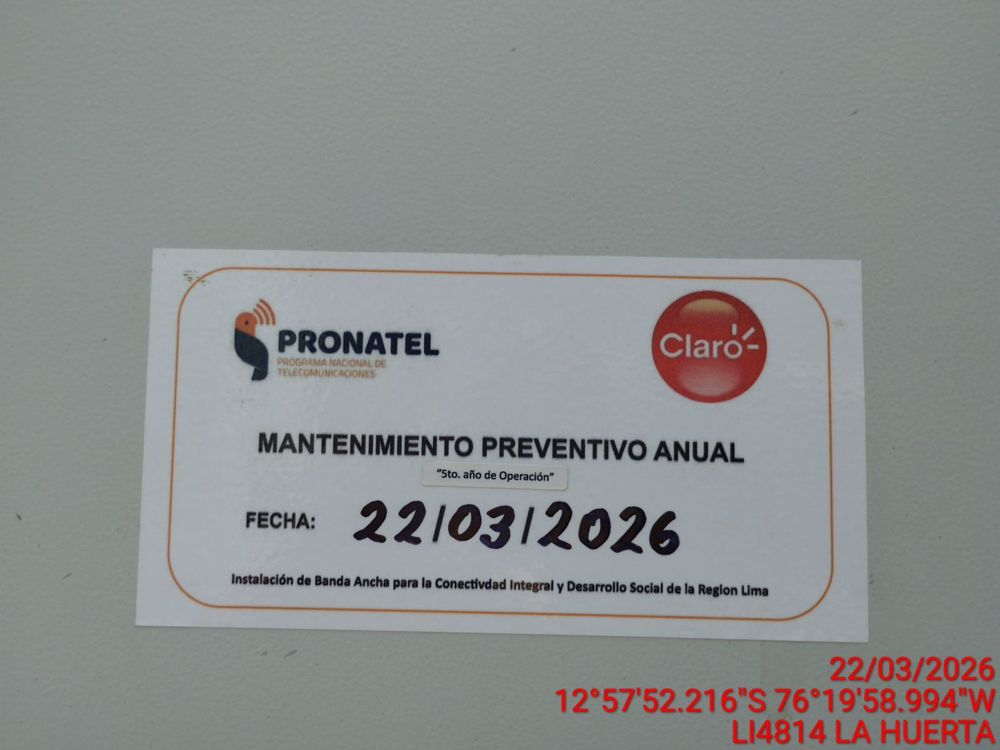 PRONATEL
PROGRAMA NACIONAL DE
TELECOMUNICACIONES
Claro
MANTENIMIENTO PREVENTIVO ANUAL
"5to. año de Operación"
FECHA: 22/03/2026
Instalación de Banda Ancha para la Conectivdad Integral y Desarrollo Social de la Region Lima
22/03/2026
12°57'52.216"S 76°19'58.994"W
LI4814 LA HUERTA